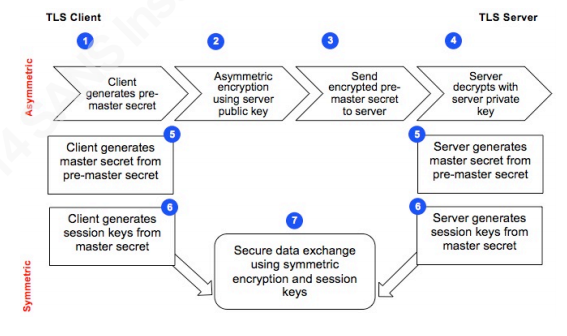 TLS Client
TLS Server
Asymmetric
1
Client
generates pre-
master secret
2
Asymmetric
encryption
using server
public key
3
Send
encrypted pre-
master secret
to server
4
Server
decrypts with
server private
key
5
Client generates
master secret from
pre-master secret
5
Server generates
master secret from
pre-master secret
Symmetric
6
Client generates
session keys from
master secret
7
Secure data exchange
using symmetric
encryption and session
keys
6
Server generates
session keys from
master secret